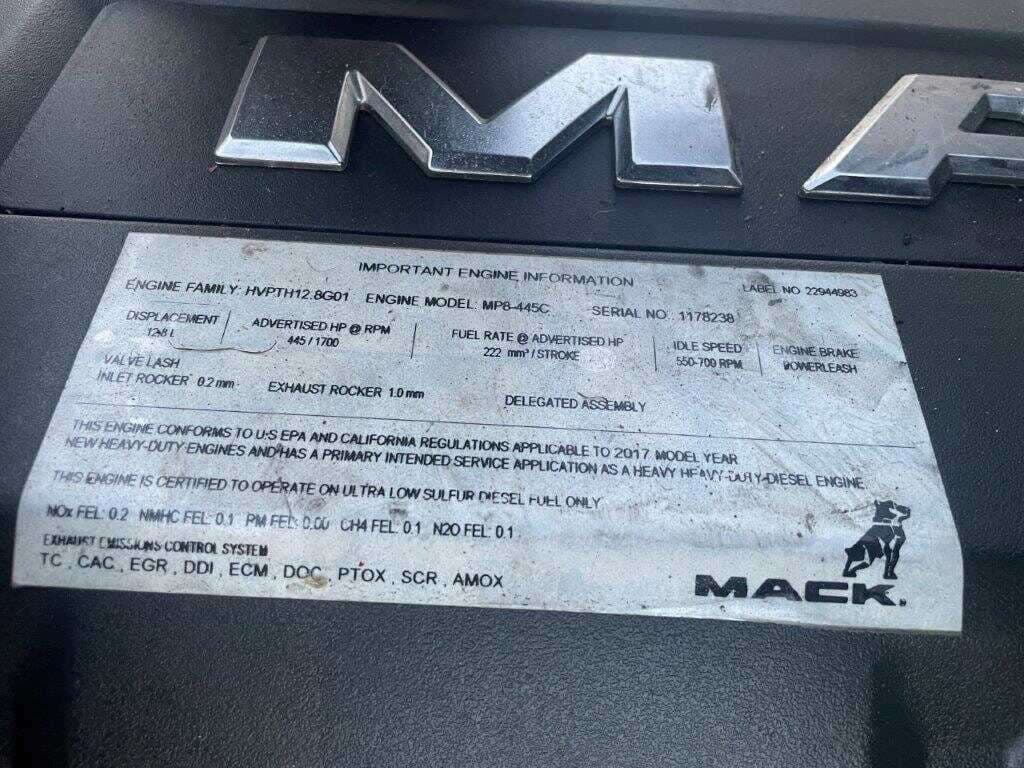 MA
IMPORTANT ENGINE INFORMATION
LABEL NO 22944983
ENGINE FAMILY: HVPTH12.8G01 ENGINE MODEL: MP8-445C SERIAL NO. 1178238
DISPLACEMENT ADVERTISED HP @ RPM FUEL RATE @ ADVERTISED HP IDLE SPEED ENGINE BRAKE
12.8 L 445 / 1700 222 mm³ / STROKE 550-700 RPM POWERLEASH
VALVE LASH
INLET ROCKER 0.2 mm EXHAUST ROCKER 1.0 mm DELEGATED ASSEMBLY
THIS ENGINE CONFORMS TO U.S EPA AND CALIFORNIA REGULATIONS APPLICABLE TO 2017 MODEL YEAR
NEW HEAVY-DUTY ENGINES AND HAS A PRIMARY INTENDED SERVICE APPLICATION AS A HEAVY HEAVY-DUTY-DIESEL ENGINE
THIS ENGINE IS CERTIFIED TO OPERATE ON ULTRA LOW SULFUR DIESEL FUEL ONLY
NOx FEL: 0.2 NMHC FEL: 0.1 PM FEL: 0.00 CH4 FEL: 0.1 N2O FEL: 0.1
EXHAUST EMISSIONS CONTROL SYSTEM
TC , CAC , EGR , DDI , ECM , DOC , PTOX , SCR , AMOX
MACK.